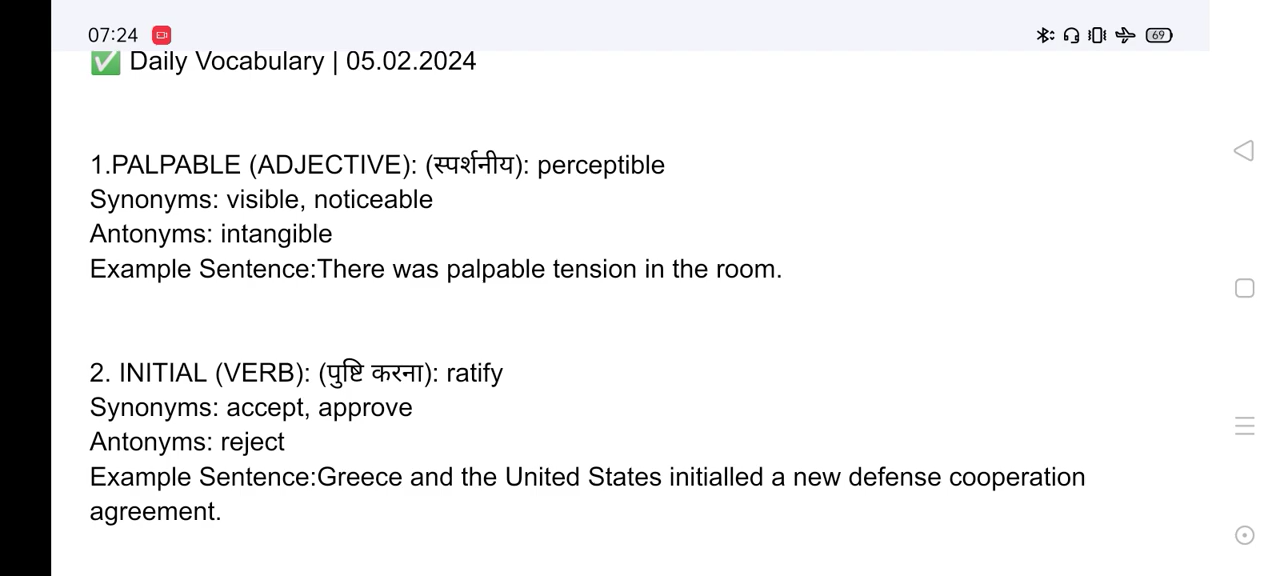 07:24
69
✅ Daily Vocabulary | 05.02.2024
1.PALPABLE (ADJECTIVE): (स्पर्शनीय): perceptible
Synonyms: visible, noticeable
Antonyms: intangible
Example Sentence:There was palpable tension in the room.
2. INITIAL (VERB): (पुष्टि करना): ratify
Synonyms: accept, approve
Antonyms: reject
Example Sentence:Greece and the United States initialled a new defense cooperation
agreement.